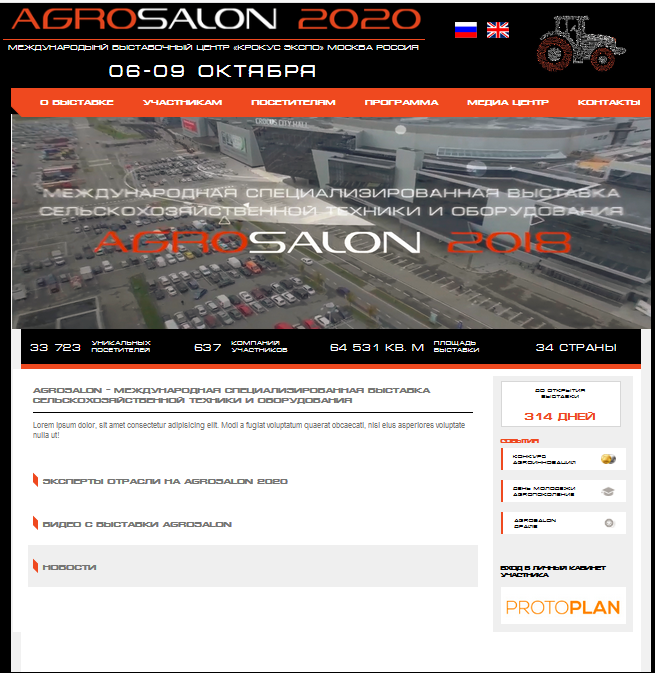 AGROSALON 2020
МЕЖДУНАРОДЫНЙ ВЫСТАВОЧНЫЙ ЦЕНТР «КРОКУС ЭКСПО» МОСКВА РОССИЯ
06-09 ОКТЯБРЯ
О ВЫСТАВКЕ УЧАСТНИКАМ ПОСЕТИТЕЛЯМ ПРОГРАММА МЕДИА ЦЕНТР КОНТАКТЫ
CROCUS CITY HALL
МЕЖДУНАРОДНАЯ СПЕЦИАЛИЗИРОВАННАЯ ВЫСТАВКА
СЕЛЬСКОХОЗЯЙСТВЕННОЙ ТЕХНИКИ И ОБОРУДОВАНИЯ
AGROSALON 2018
33 723 УНИКАЛЬНЫХ ПОСЕТИТЕЛЕЙ
637 КОМПАНИЯ УЧАСТНИКОВ
64 531 КВ. М ПЛОЩАДЬ ВЫСТАВКИ
34 СТРАНЫ
AGROSALON - МЕЖДУНАРОДНАЯ СПЕЦИАЛИЗИРОВАННАЯ ВЫСТАВКА
СЕЛЬСКОХОЗЯЙСТВЕННОЙ ТЕХНИКИ И ОБОРУДОВАНИЯ
Lorem ipsum dolor, sit amet consectetur adipisicing elit. Modi a fugiat voluptatum quaerat obcaecati, nisi eius asperiores voluptate
nulla ut!
ЭКСПЕРТЫ ОТРАСЛИ НА AGROSALON 2020
ВИДЕО С ВЫСТАВКИ AGROSALON
НОВОСТИ
ДО ОТКРЫТИЯ
ВЫСТАВКИ
314 ДНЕЙ
СОБЫТИЯ
КОНКУРС
АГРОИННОВАЦИЙ
ДЕНЬ МОЛОДЕЖИ
АГРОПОКОЛЕНИЕ
AGROSALON
ДРАЙВ
ВХОД В ЛИЧНЫЙ КАБИНЕТ
УЧАСТНИКА
PROTOPLAN